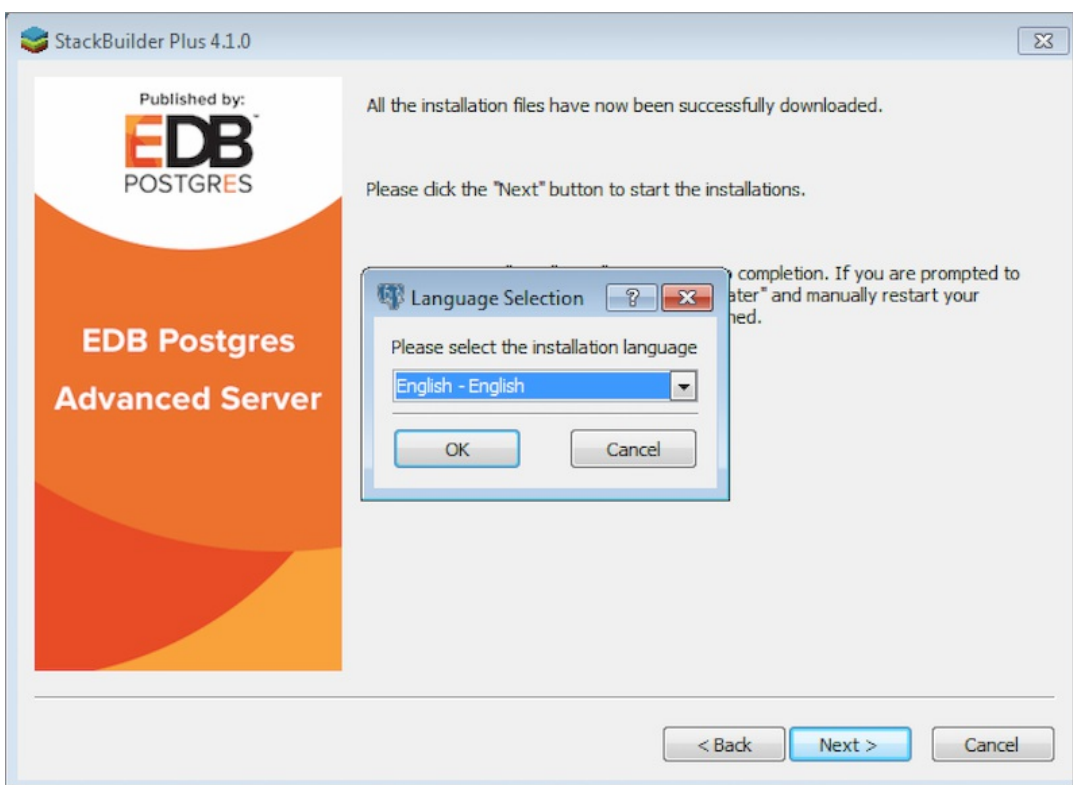 StackBuilder Plus 4.1.0
Published by:
EDB
POSTGRES
EDB Postgres
Advanced Server
All the installation files have now been successfully downloaded.
Please click the "Next" button to start the installations.
completion. If you are prompted to
ater" and manually restart your
ned.
Language Selection
Please select the installation language
English - English
OK
Cancel
< Back
Next >
Cancel